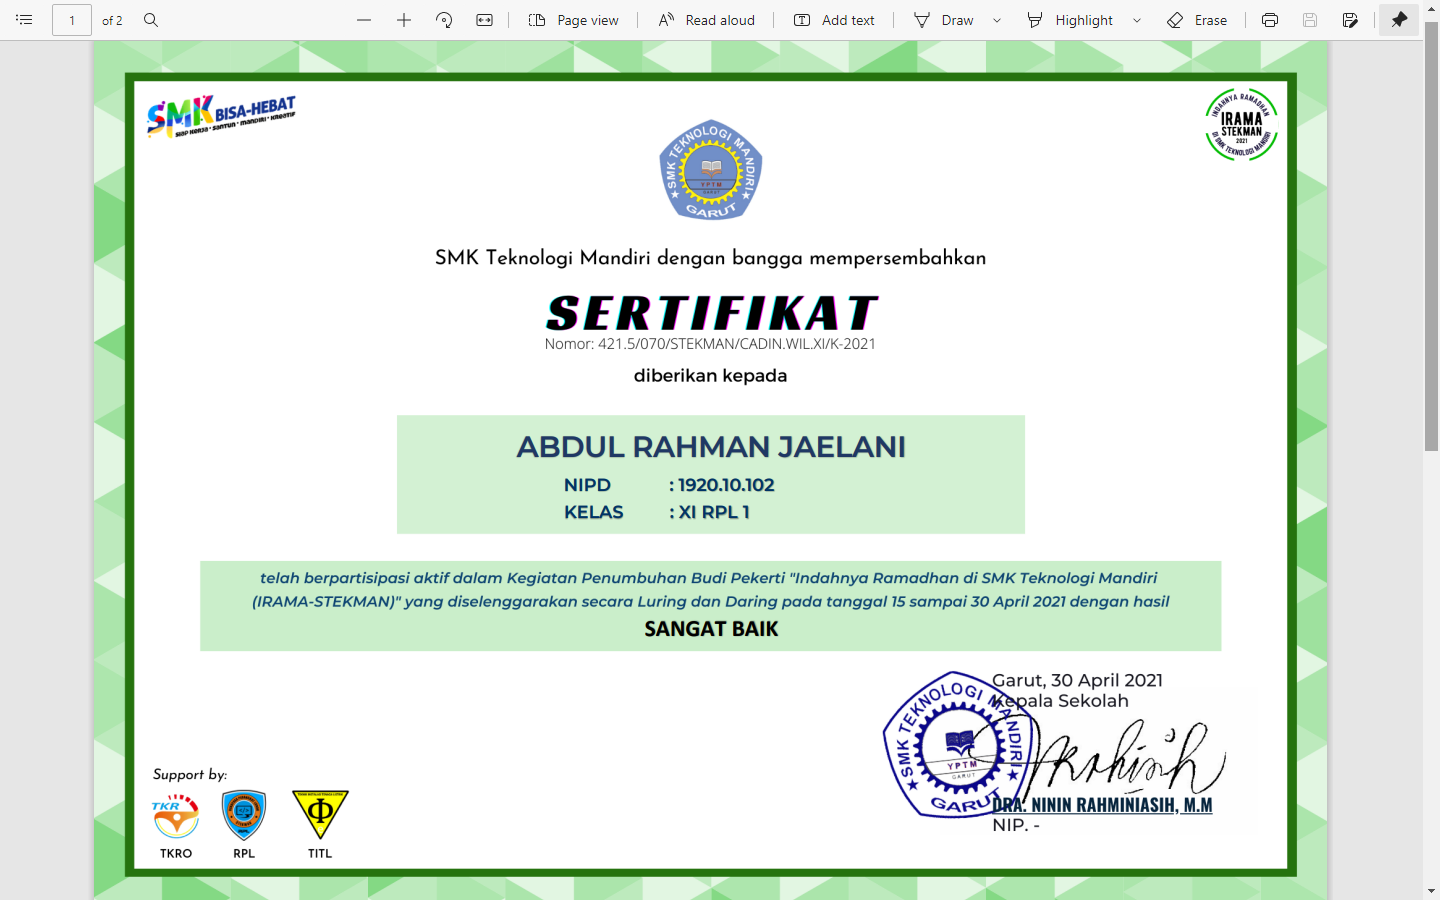 1 of 2 Page view Read aloud Add text Draw Highlight Erase
SMK BISA-HEBAT
SIAP KERJA • SANTUN • MANDIRI • KREATIF
INDAHNYA RAMADHAN
IRAMA
STEKMAN
2021
DI SMK TEKNOLOGI MANDIRI
SMK TEKNOLOGI MANDIRI
YPTM
GARUT
GARUT
SMK Teknologi Mandiri dengan bangga mempersembahkan
SERTIFIKAT
Nomor: 421.5/070/STEKMAN/CADIN.WIL.XI/K-2021
diberikan kepada
ABDUL RAHMAN JAELANI
NIPD : 1920.10.102
KELAS : XI RPL 1
telah berpartisipasi aktif dalam Kegiatan Penumbuhan Budi Pekerti "Indahnya Ramadhan di SMK Teknologi Mandiri
(IRAMA-STEKMAN)" yang diselenggarakan secara Luring dan Daring pada tanggal 15 sampai 30 April 2021 dengan hasil
SANGAT BAIK
Garut, 30 April 2021
Kepala Sekolah
SMK TEKNOLOGI MANDIRI
YPTM
GARUT
GARUT
DRA. NININ RAHMINIASIH, M.M
NIP. -
Support by:
TKR
TKRO RPL TITL